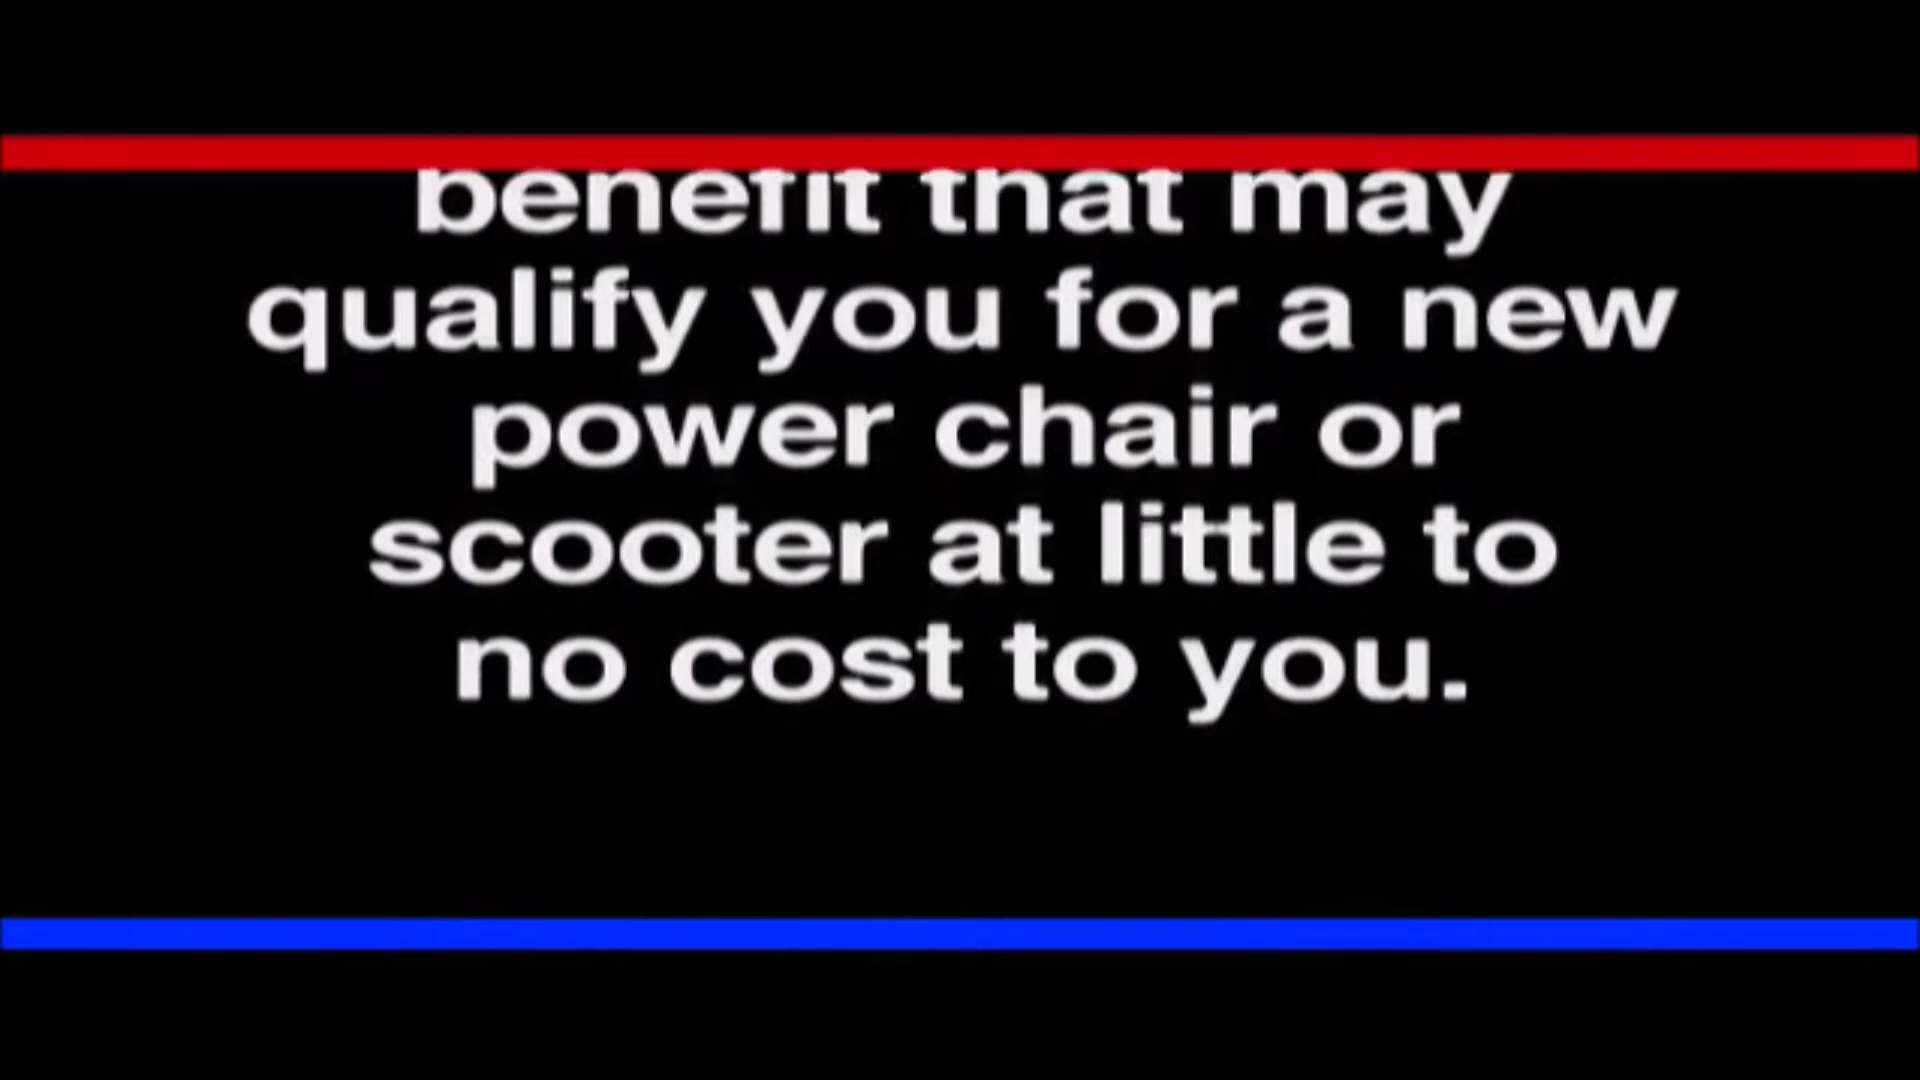 benefit that may
qualify you for a new
power chair or
scooter at little to
no cost to you.